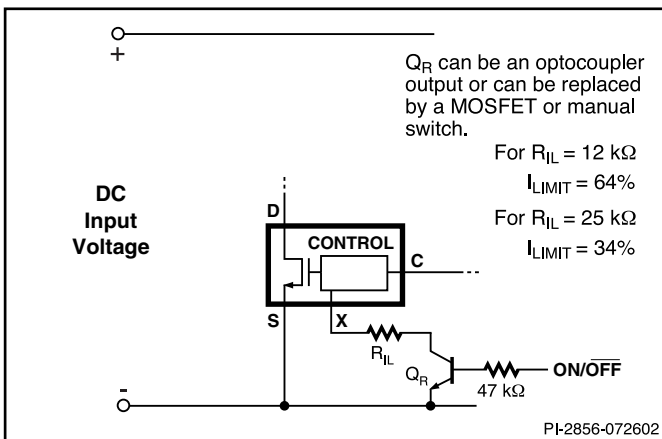 +
Q_R can be an optocoupler
output or can be replaced
by a MOSFET or manual
switch.
For R_IL = 12 kΩ
I_LIMIT = 64%
For R_IL = 25 kΩ
I_LIMIT = 34%
DC
Input
Voltage
D
CONTROL
C
S
X
R_IL
Q_R
47 kΩ
ON/O̅F̅F̅
-
PI-2856-072602